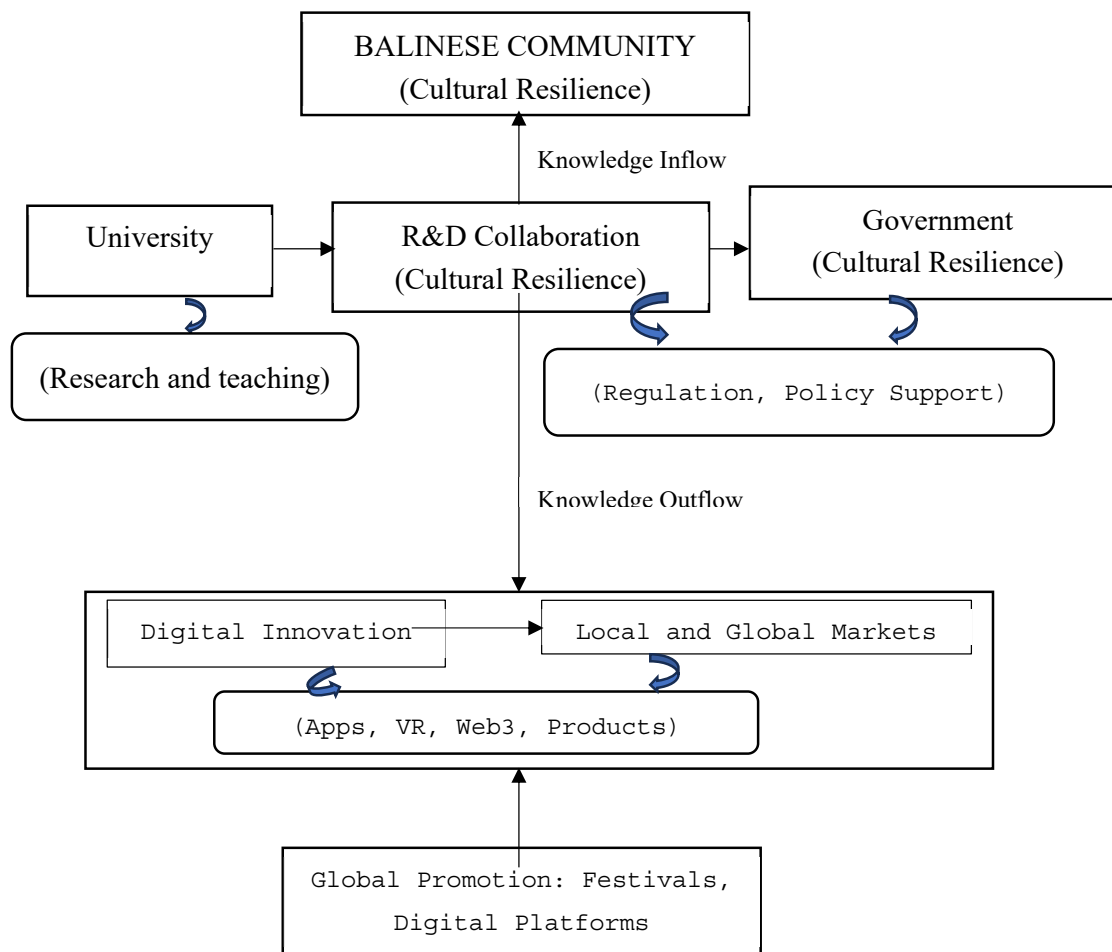 BALINESE COMMUNITY
(Cultural Resilience)
Knowledge Inflow
University
R&D Collaboration
(Cultural Resilience)
Government
(Cultural Resilience)
(Research and teaching)
(Regulation, Policy Support)
Knowledge Outflow
Digital Innovation
Local and Global Markets
(Apps, VR, Web3, Products)
Global Promotion: Festivals,
Digital Platforms